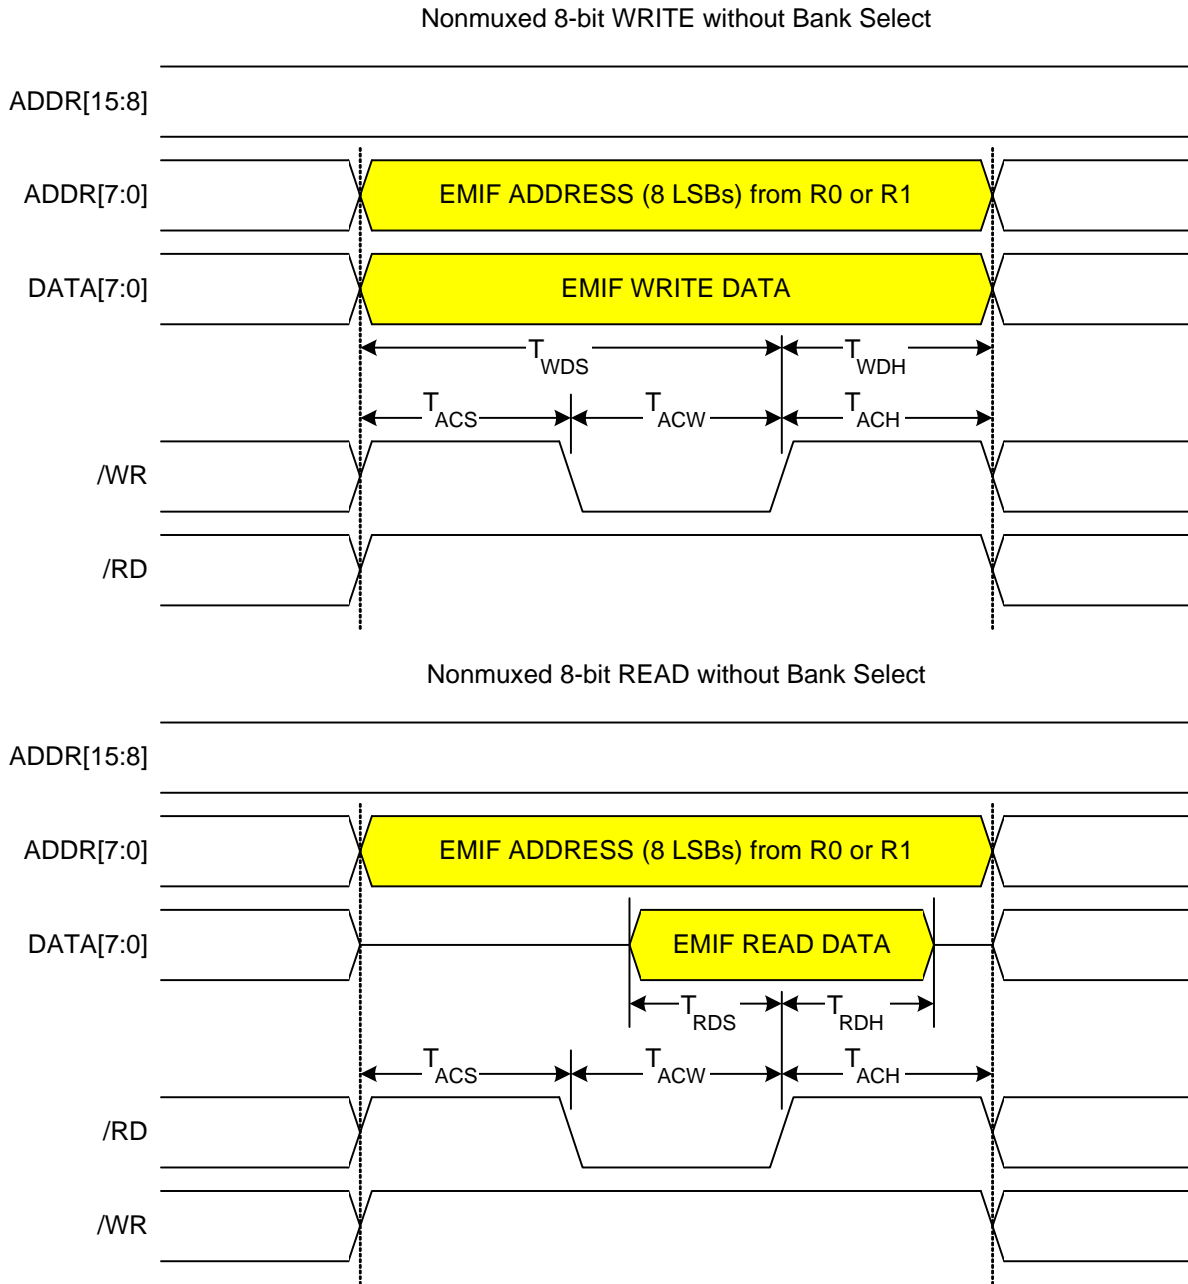 Nonmuxed 8-bit WRITE without Bank Select
ADDR[15:8]
ADDR[7:0]
EMIF ADDRESS (8 LSBs) from R0 or R1
DATA[7:0]
EMIF WRITE DATA
TWDS
TWDH
TACS
TACW
TACH
/WR
/RD
Nonmuxed 8-bit READ without Bank Select
ADDR[15:8]
ADDR[7:0]
EMIF ADDRESS (8 LSBs) from R0 or R1
DATA[7:0]
EMIF READ DATA
TRDS
TRDH
TACS
TACW
TACH
/RD
/WR